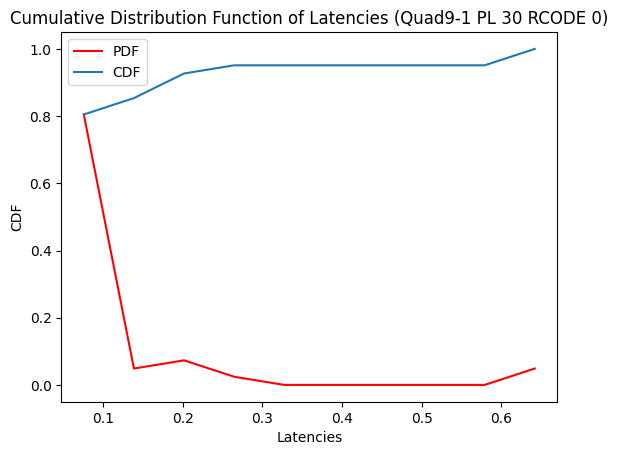 Cumulative Distribution Function of Latencies (Quad9-1 PL 30 RCODE 0)
PDF
CDF
CDF
1.0
0.8
0.6
0.4
0.2
0.0
0.1
0.2
0.3
0.4
0.5
0.6
Latencies